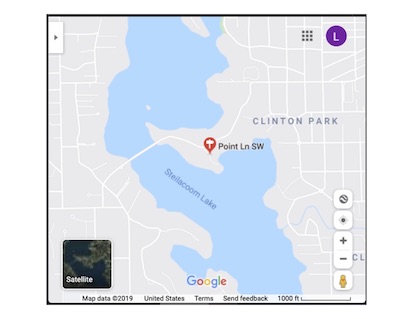 L
CLINTON PARK
Point Ln SW
Steilacoom Lake
CL
Satellite
Google
Map data ©2019 United States Terms Send feedback 1000 ft